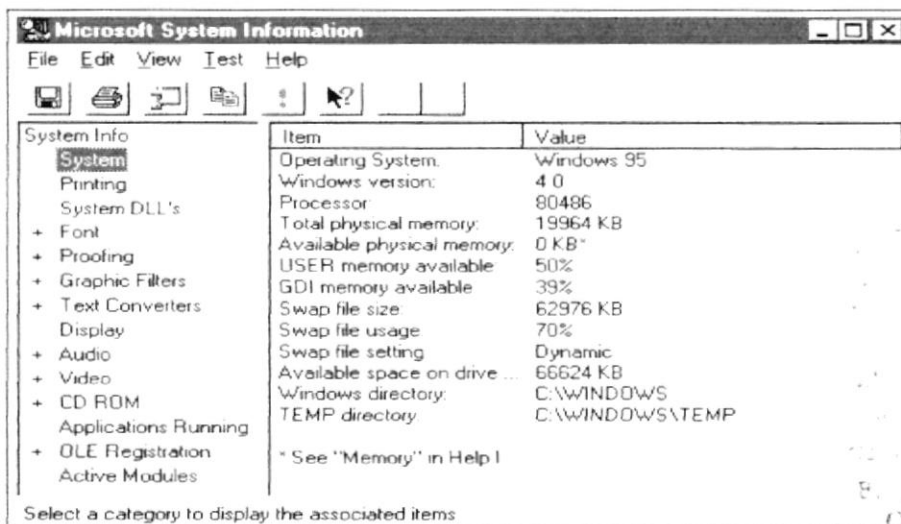 Microsoft System Information
File Edit View Test Help
System Info
System
Printing
System DLL's
+ Font
+ Proofing
+ Graphic Filters
+ Text Converters
Display
+ Audio
+ Video
+ CD ROM
Applications Running
+ OLE Registration
Active Modules
Item Value
Operating System: Windows 95
Windows version: 4.0
Processor 80486
Total physical memory: 19964 KB
Available physical memory: 0 KB*
USER memory available 50%
GDI memory available 39%
Swap file size: 62976 KB
Swap file usage 70%
Swap file setting Dynamic
Available space on drive ... 66624 KB
Windows directory: C:\WINDOWS
TEMP directory: C:\WINDOWS\TEMP
* See "Memory" in Help I
Select a category to display the associated items